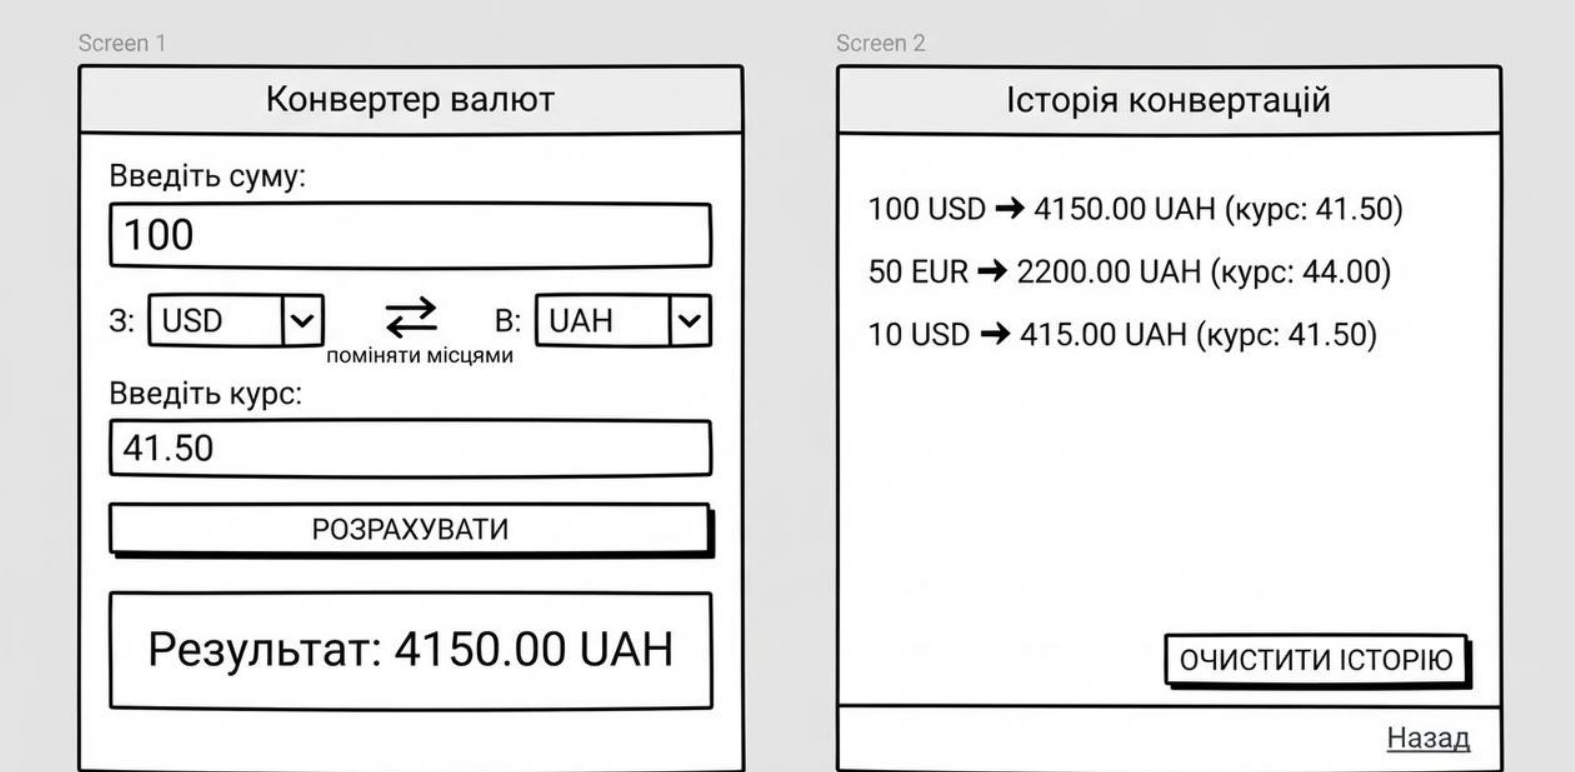 Screen 1
Конвертер валют
Введіть суму:
100
З: USD В: UAH
поміняти місцями
Введіть курс:
41.50
РОЗРАХУВАТИ
Результат: 4150.00 UAH
Screen 2
Історія конвертацій
100 USD ➔ 4150.00 UAH (курс: 41.50)
50 EUR ➔ 2200.00 UAH (курс: 44.00)
10 USD ➔ 415.00 UAH (курс: 41.50)
ОЧИСТИТИ ІСТОРІЮ
Назад